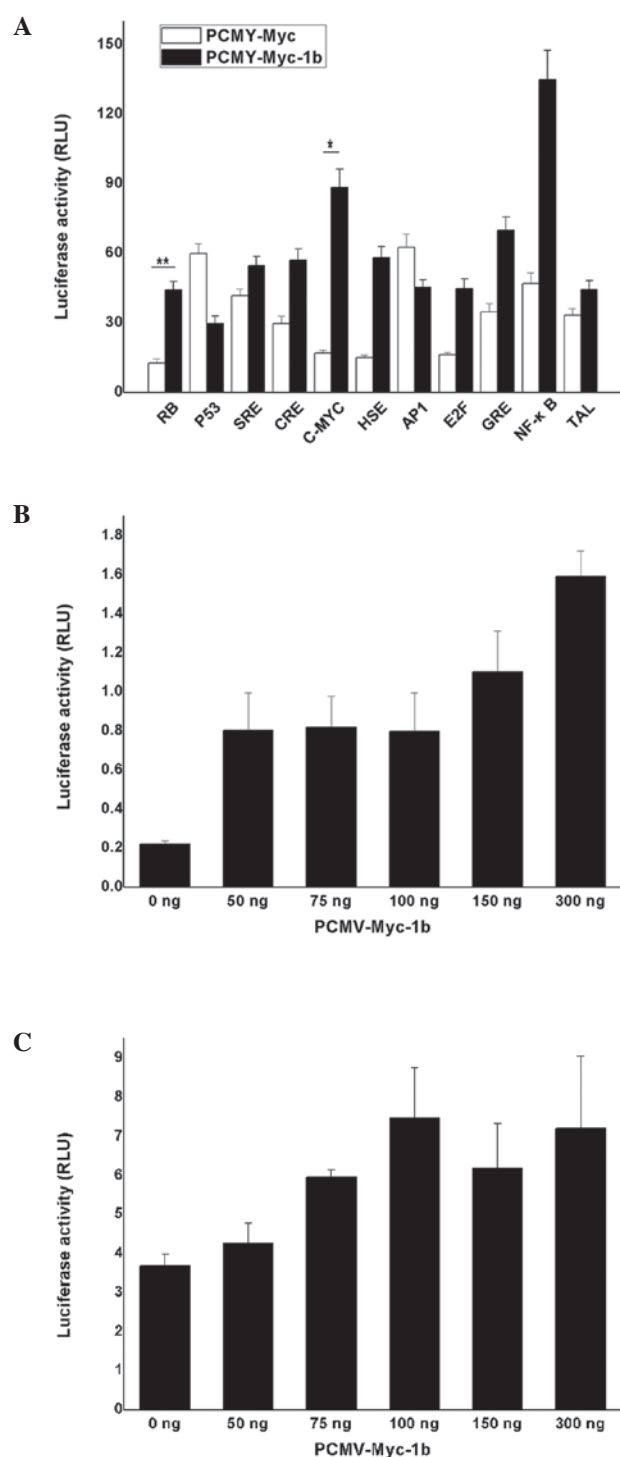 A
PCMY-Myc
PCMY-Myc-1b
Luciferase activity (RLU)
150
120
90
60
30
0
**
*
RB
P53
SRE
CRE
C-MYC
HSE
AP1
E2F
GRE
NF-κ B
TAL
B
Luciferase activity (RLU)
1.8
1.6
1.4
1.2
1.0
0.8
0.6
0.4
0.2
0.0
0 ng
50 ng
75 ng
100 ng
150 ng
300 ng
PCMV-Myc-1b
C
Luciferase activity (RLU)
9
8
7
6
5
4
3
2
1
0
0 ng
50 ng
75 ng
100 ng
150 ng
300 ng
PCMV-Myc-1b